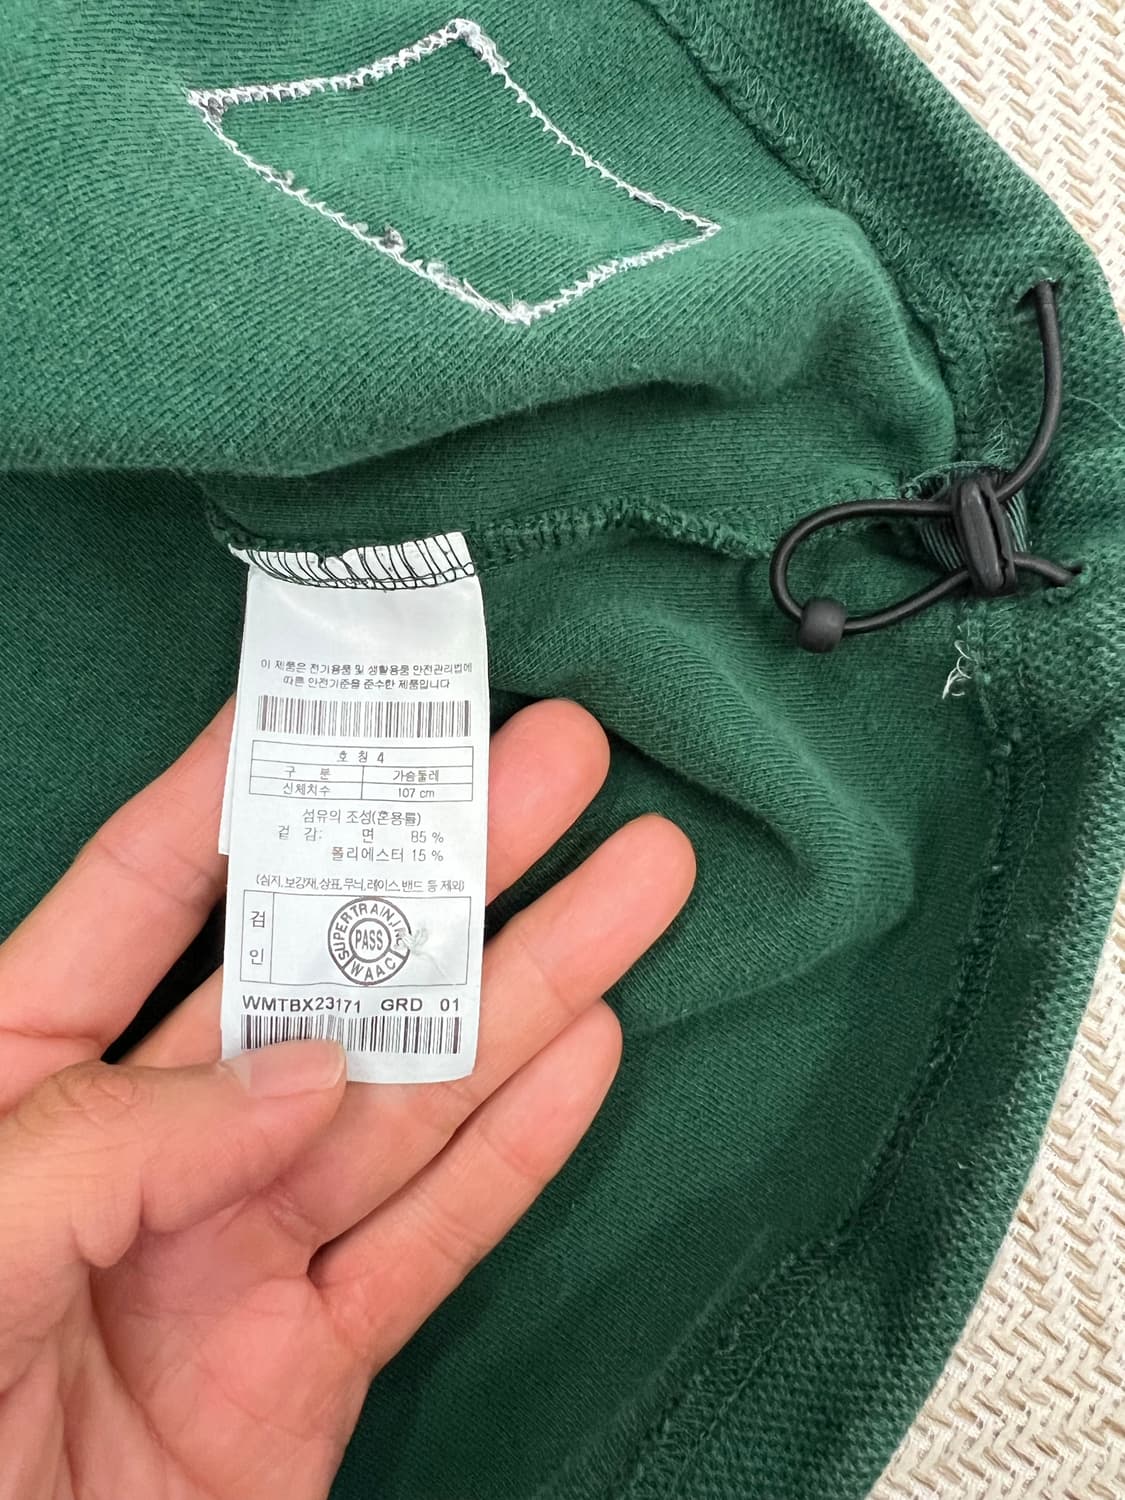 이 제품은 전기용품 및 생활용품 안전관리법에
따른 안전기준을 준수한 제품입니다
호 칭 4
구 분 가슴둘레
신체치수 107 cm
섬유의 조성(혼용률)
겉 감: 면 85 %
폴리에스터 15 %
(심지,보강재,상표,무늬,레이스,밴드 등 제외)
검
인
SUPERTRAIN.INC
PASS
WAAC
WMTBX23171 GRD 01